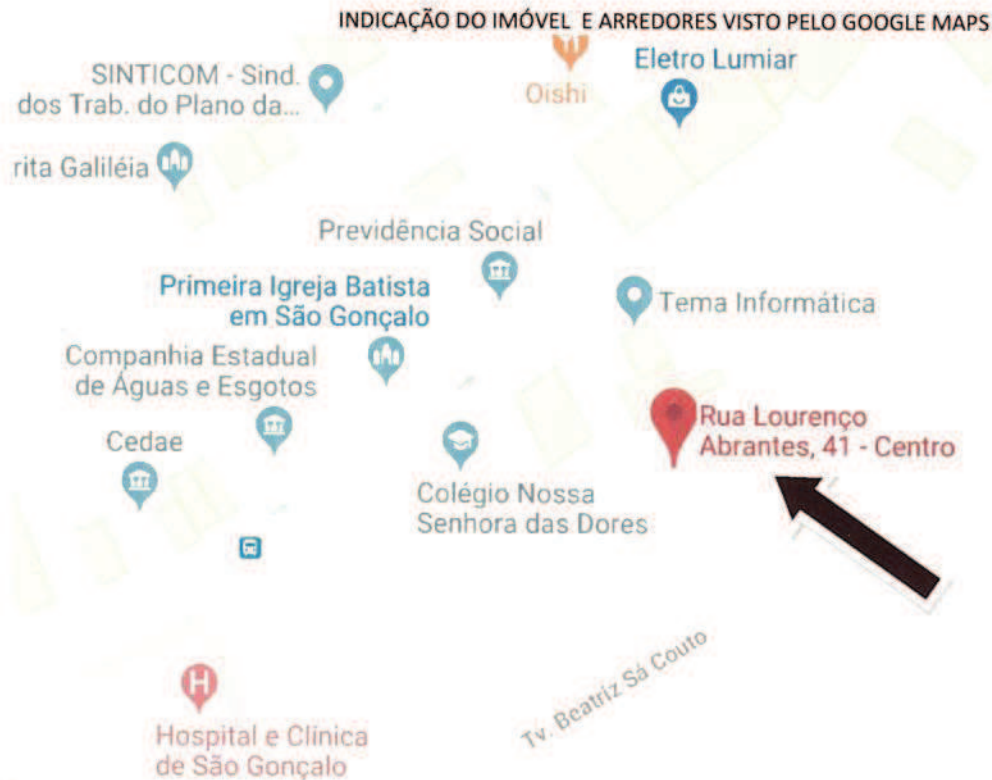 INDICAÇÃO DO IMÓVEL E ARREDORES VISTO PELO GOOGLE MAPS
SINTICOM - Sind.
dos Trab. do Plano da...
Oishi
Eletro Lumiar
rita Galiléia
Previdência Social
Primeira Igreja Batista
em São Gonçalo
Tema Informática
Companhia Estadual
de Águas e Esgotos
Rua Lourenço
Abrantes, 41 - Centro
Cedae
Colégio Nossa
Senhora das Dores
Tv. Beatriz Sá Couto
H
Hospital e Clínica
de São Gonçalo